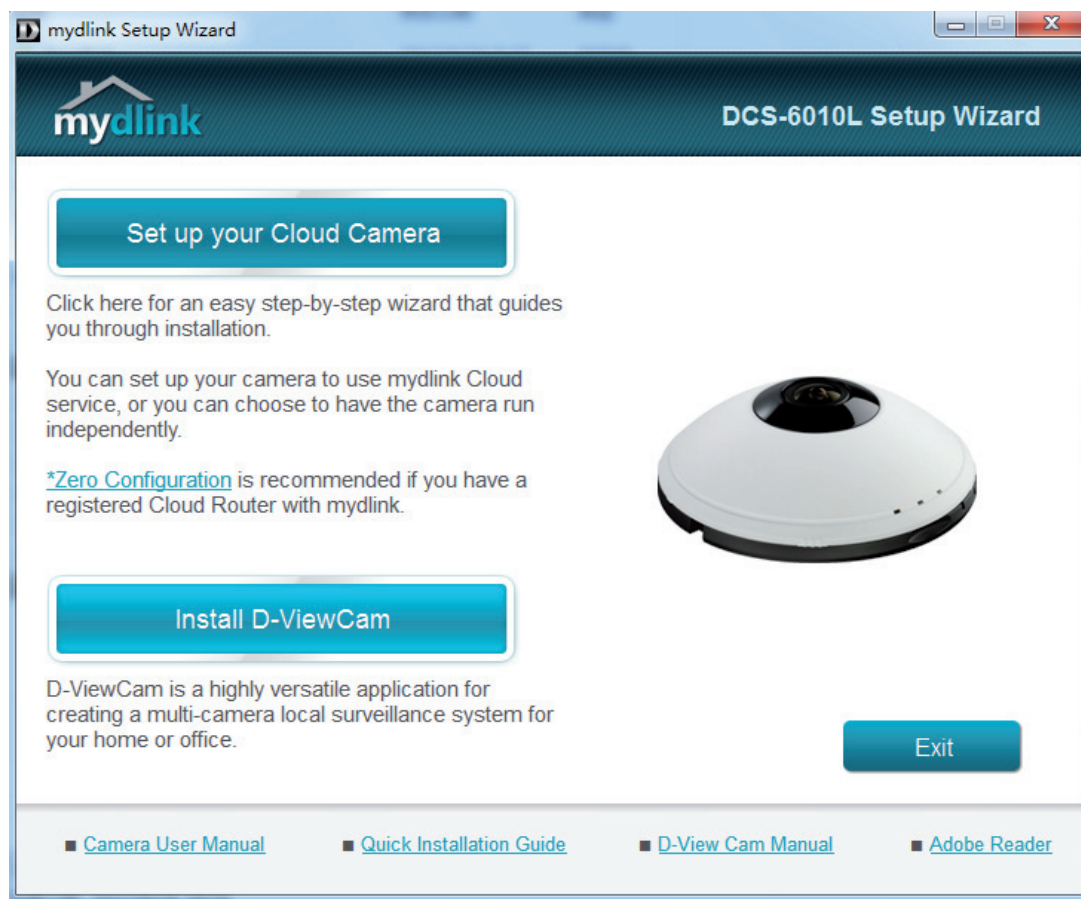 mydlink Setup Wizard
mydlink
DCS-6010L Setup Wizard
Set up your Cloud Camera
Click here for an easy step-by-step wizard that guides
you through installation.
You can set up your camera to use mydlink Cloud
service, or you can choose to have the camera run
independently.
*Zero Configuration is recommended if you have a
registered Cloud Router with mydlink.
Install D-ViewCam
D-ViewCam is a highly versatile application for
creating a multi-camera local surveillance system for
your home or office.
Exit
Camera User Manual
Quick Installation Guide
D-View Cam Manual
Adobe Reader